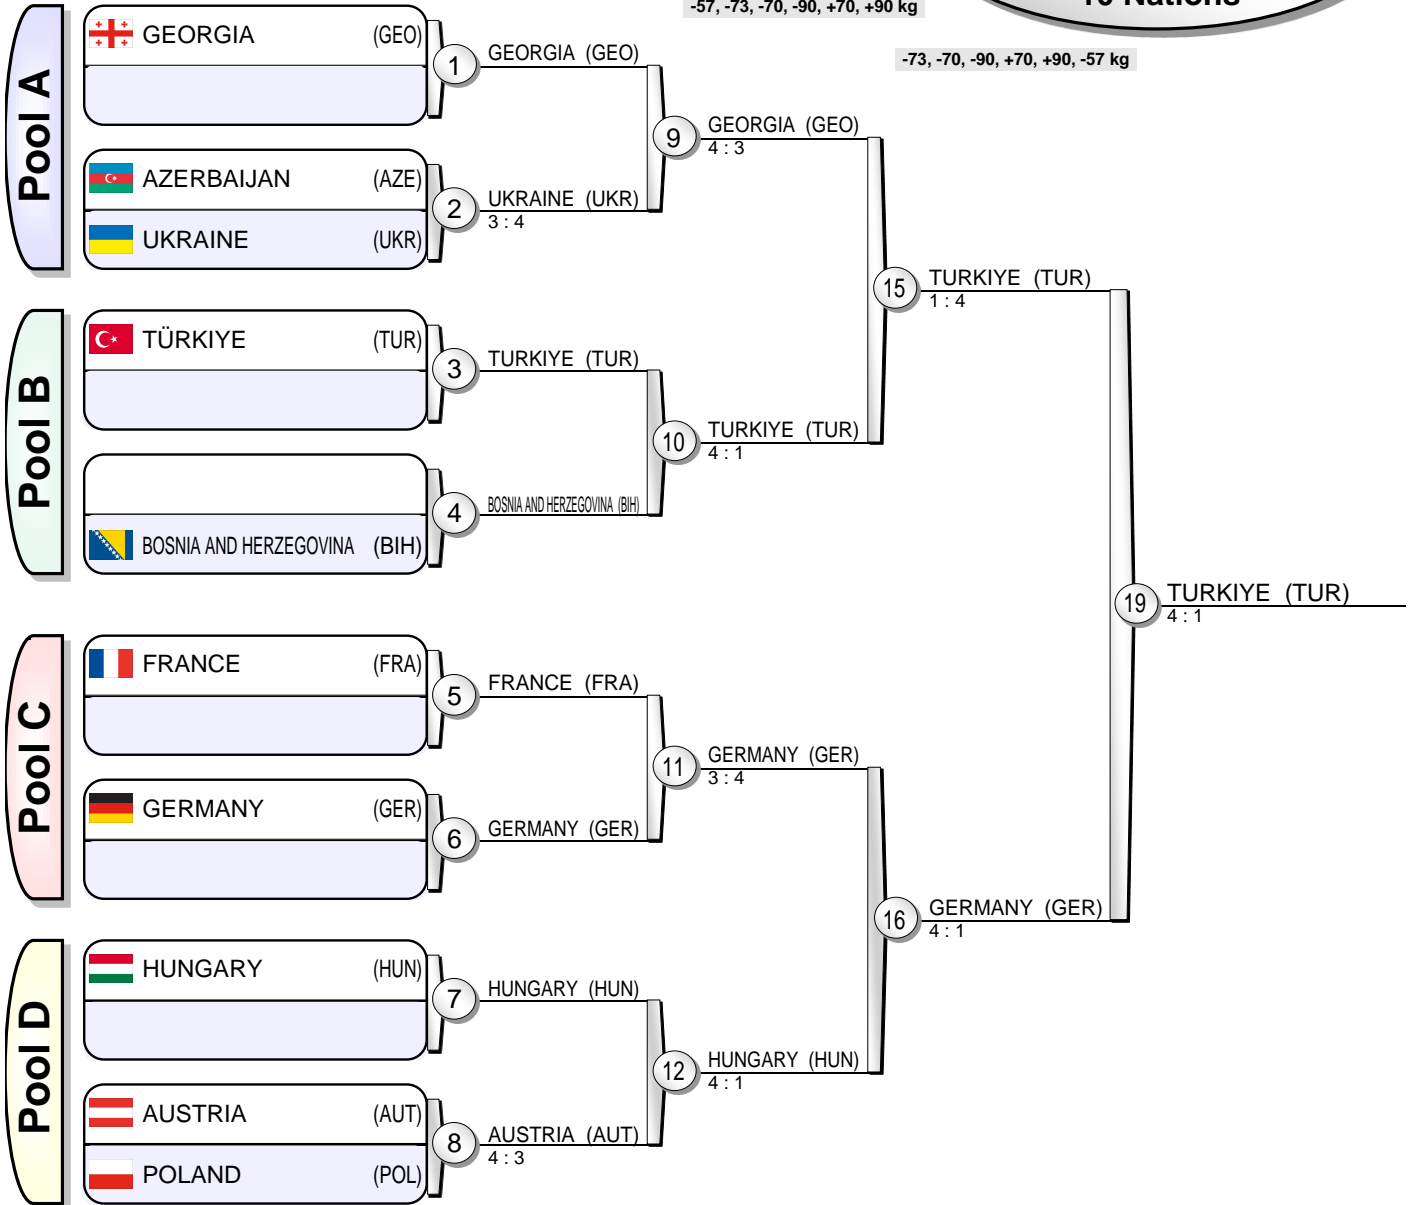 10 Nations
-57, -73, -70, -90, +70, +90 kg
-73, -70, -90, +70, +90, -57 kg
Pool A
GEORGIA (GEO)
1
GEORGIA (GEO)
AZERBAIJAN (AZE)
UKRAINE (UKR)
2
UKRAINE (UKR)
3 : 4
9
GEORGIA (GEO)
4 : 3
Pool B
TÜRKIYE (TUR)
3
TURKIYE (TUR)
BOSNIA AND HERZEGOVINA (BIH)
4
BOSNIA AND HERZEGOVINA (BIH)
10
TURKIYE (TUR)
4 : 1
15
TURKIYE (TUR)
1 : 4
Pool C
FRANCE (FRA)
5
FRANCE (FRA)
GERMANY (GER)
6
GERMANY (GER)
11
GERMANY (GER)
3 : 4
Pool D
HUNGARY (HUN)
7
HUNGARY (HUN)
AUSTRIA (AUT)
POLAND (POL)
8
AUSTRIA (AUT)
4 : 3
12
HUNGARY (HUN)
4 : 1
16
GERMANY (GER)
4 : 1
19
TURKIYE (TUR)
4 : 1